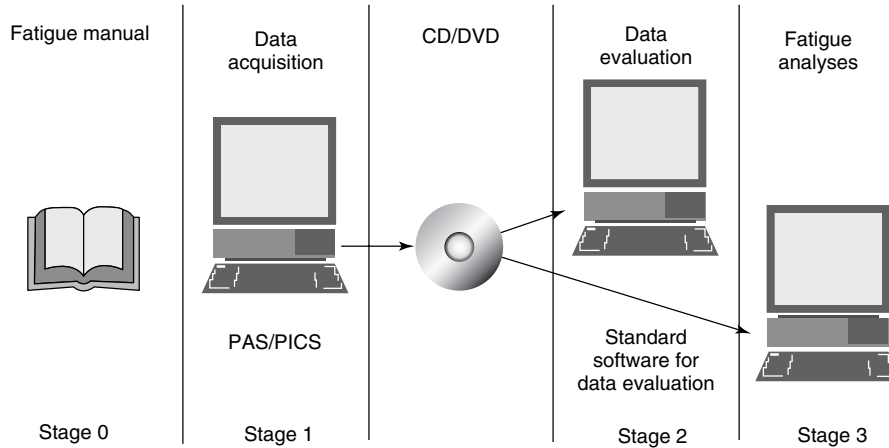 Fatigue manual
Data
acquisition
CD/DVD
Data
evaluation
Fatigue
analyses
PAS/PICS
Standard
software for
data evaluation
Stage 0
Stage 1
Stage 2
Stage 3